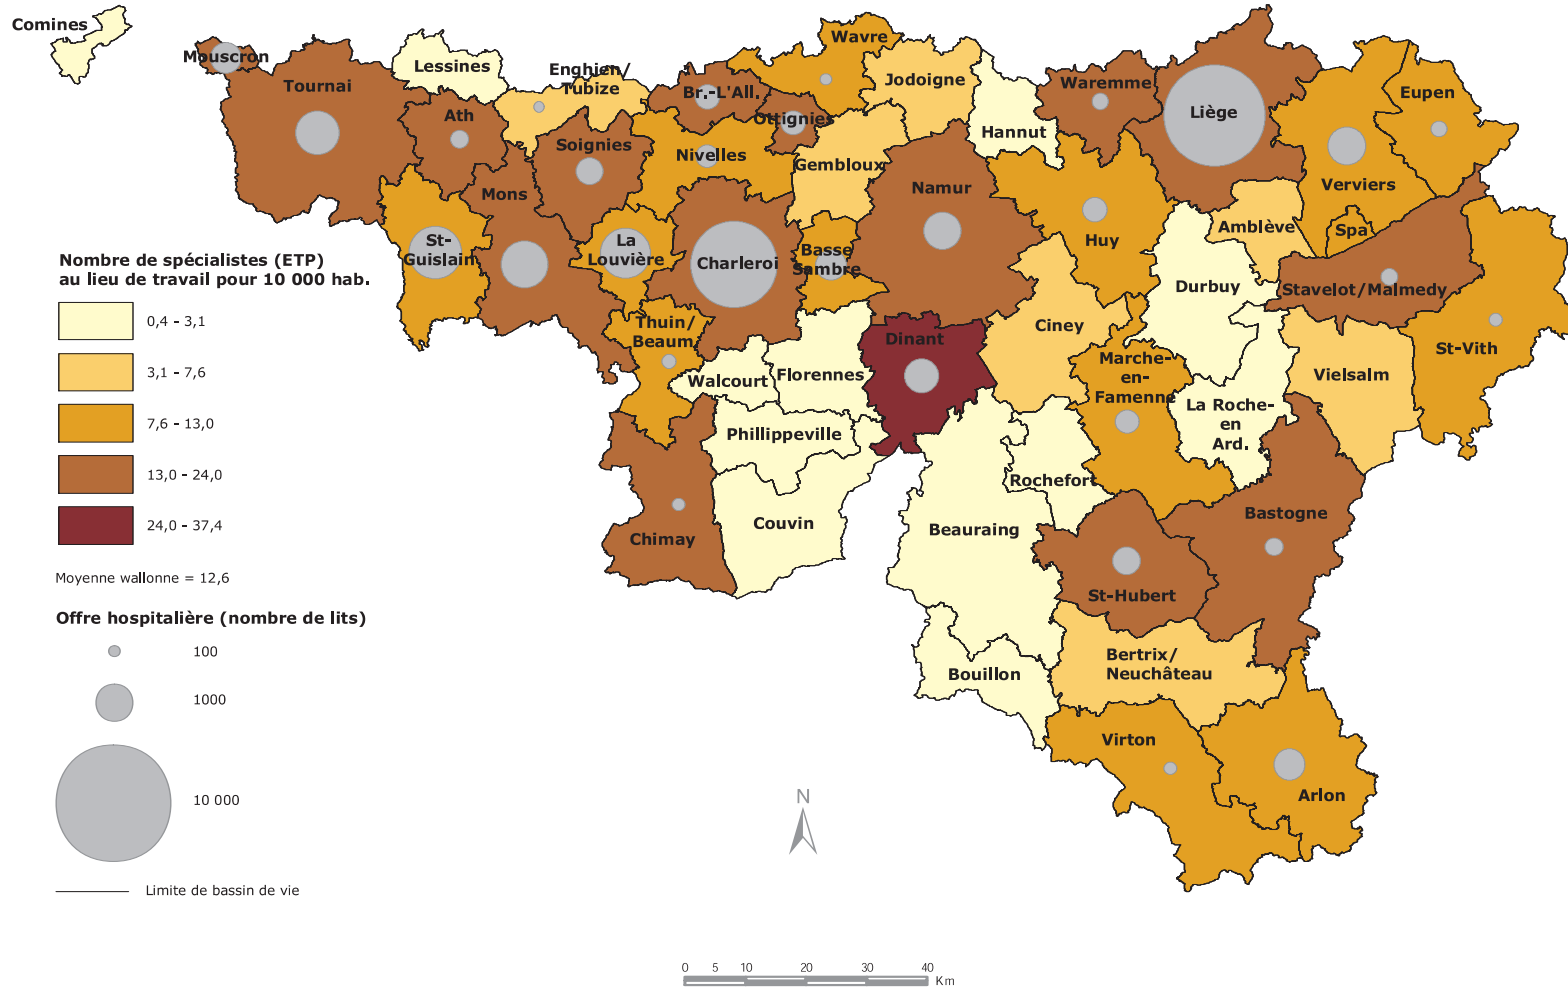 Comines
Mouscron
Tournai
Lessines
Enghien/
Tubize
Br.-L'All.
Wavre
Jodoigne
Ottignies
Hannut
Waremme
Liège
Eupen
Ath
Soignies
Nivelles
Gembloux
Namur
Verviers
Mons
Huy
Amblève
Spa
St-
Guislain
La
Louvière
Charleroi
Basse
Sambre
Durbuy
Stavelot/Malmedy
Thuin/
Beaum.
Dinant
Ciney
St-Vith
Walcourt
Florennes
Marche-
en-
Famenne
Vielsalm
La Roche-
en
Ard.
Phillippeville
Rochefort
Bastogne
Couvin
Beauraing
Chimay
St-Hubert
Bertrix/
Neuchâteau
Bouillon
Virton
Arlon
Nombre de spécialistes (ETP)
au lieu de travail pour 10 000 hab.
0,4 - 3,1
3,1 - 7,6
7,6 - 13,0
13,0 - 24,0
24,0 - 37,4
Moyenne wallonne = 12,6
Offre hospitalière (nombre de lits)
100
1000
10 000
Limite de bassin de vie
N
0 5 10 20 30 40
Km